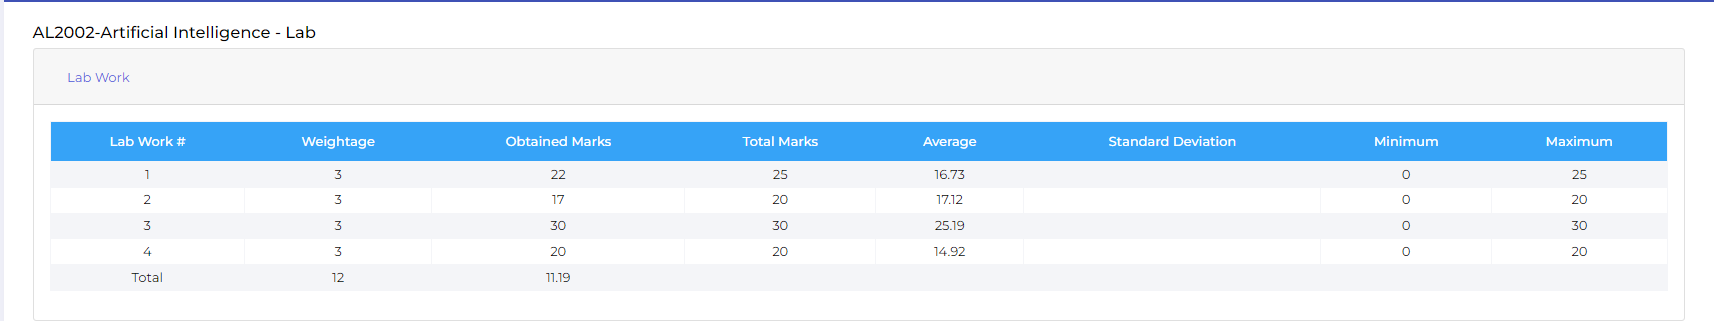 AL2002-Artificial Intelligence - Lab
Lab Work
Lab Work # Weightage Obtained Marks Total Marks Average Standard Deviation Minimum Maximum
1 3 22 25 16.73 0 25
2 3 17 20 17.12 0 20
3 3 30 30 25.19 0 30
4 3 20 20 14.92 0 20
Total 12 11.19